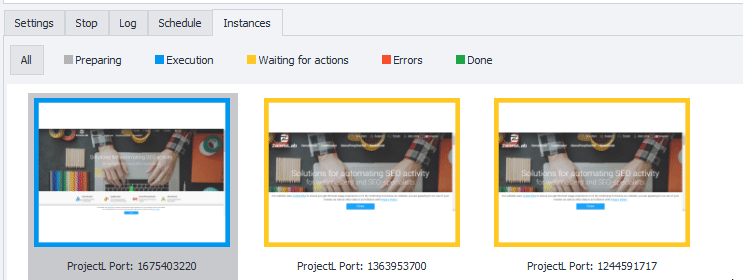 Settings
Stop
Log
Schedule
Instances
All
Preparing
Execution
Waiting for actions
Errors
Done
Solutions for automating SEO activity
Solutions for automating SEO activity
Solutions for automating SEO activity
ProjectL Port: 1675403220
ProjectL Port: 1363953700
ProjectL Port: 1244591717